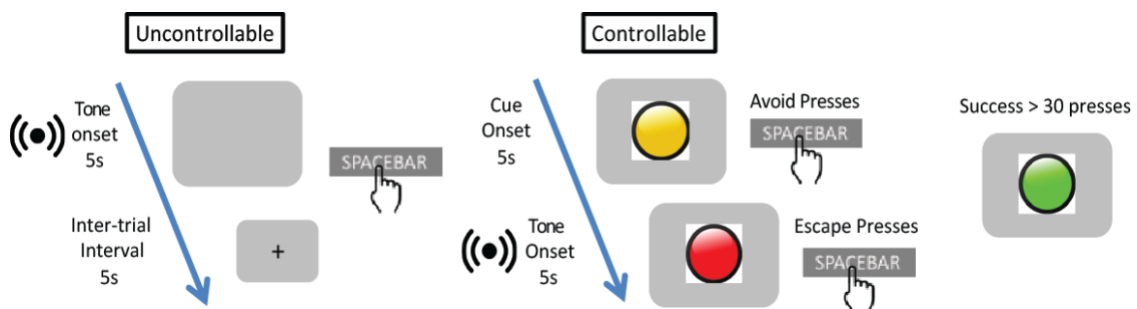 Uncontrollable
Tone
onset
5s
SPACEBAR
Inter-trial
Interval
5s
+
Controllable
Cue
Onset
5s
Avoid Presses
SPACEBAR
Tone
Onset
5s
Escape Presses
SPACEBAR
Success > 30 presses